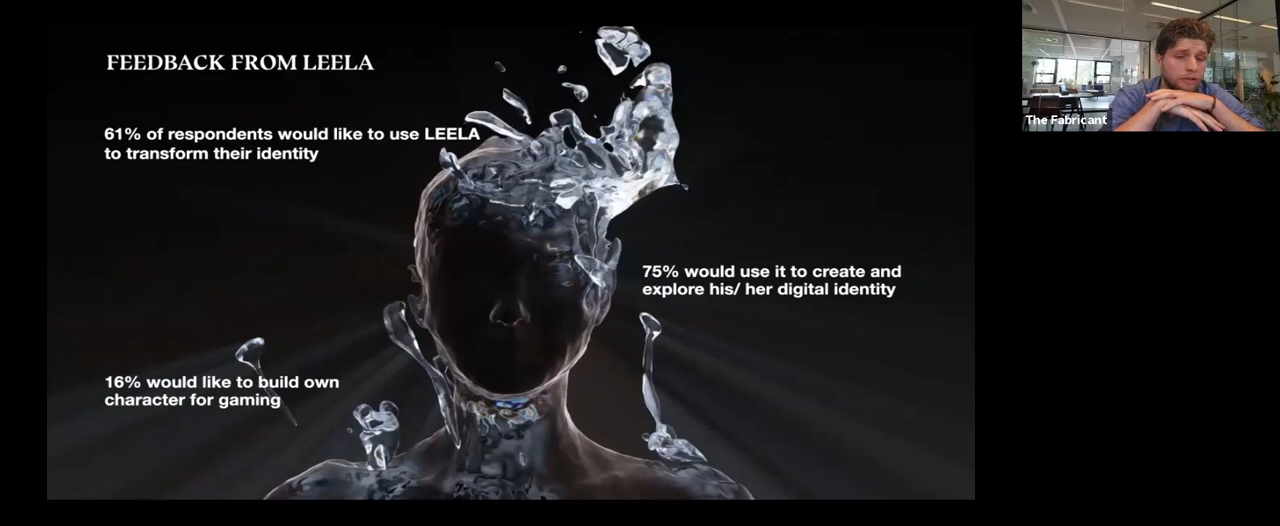 FEEDBACK FROM LEELA
61% of respondents would like to use LEELA
to transform their identity
75% would use it to create and
explore his/ her digital identity
16% would like to build own
character for gaming
The Fabricant